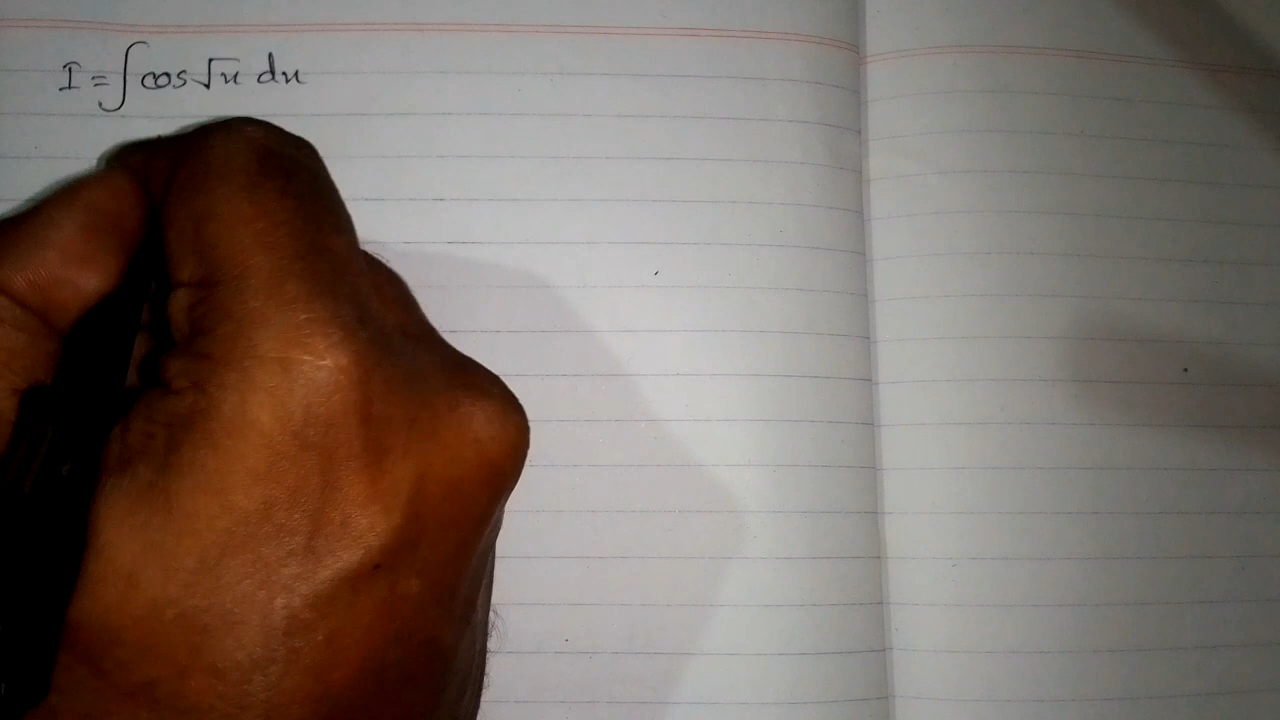 I = ∫ cos √x dx